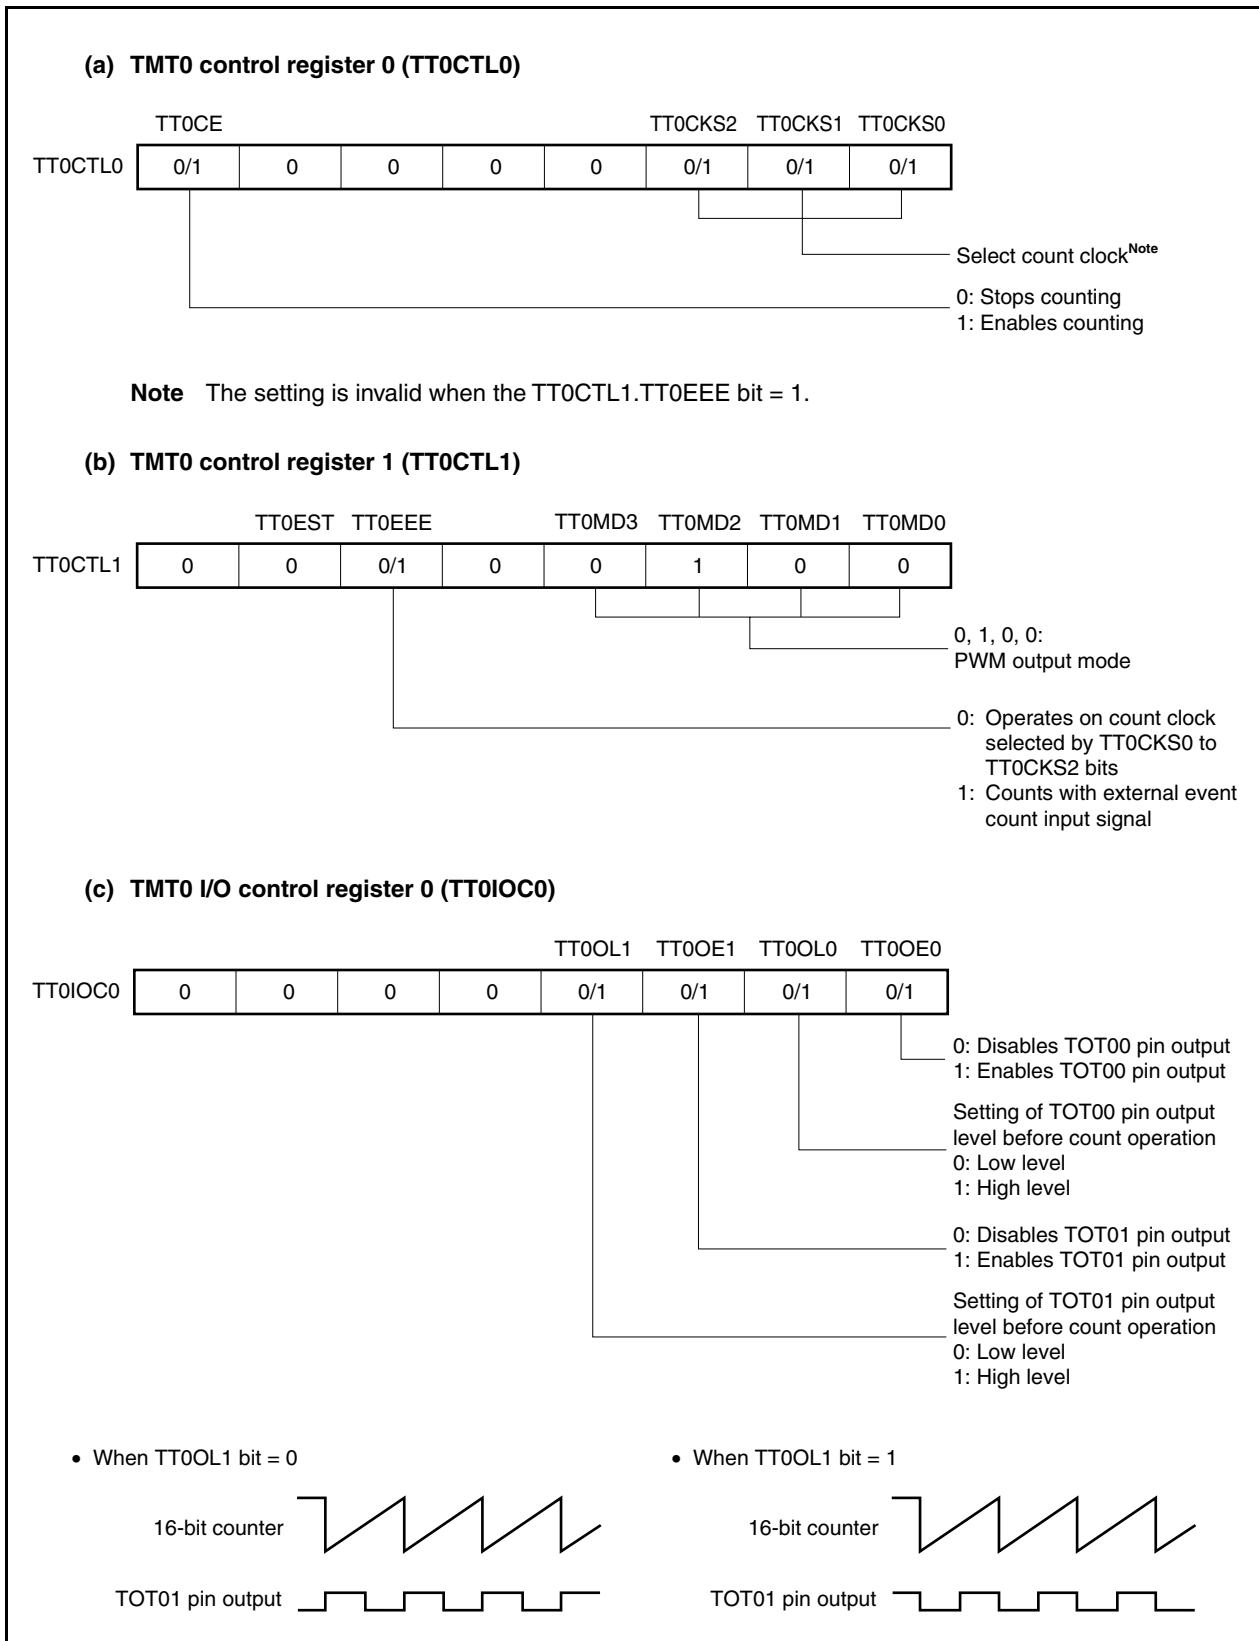 (a) TMT0 control register 0 (TT0CTL0)
TT0CE TT0CKS2 TT0CKS1 TT0CKS0
TT0CTL0 0/1 0 0 0 0 0/1 0/1 0/1
Select count clockNote
0: Stops counting
1: Enables counting
Note The setting is invalid when the TT0CTL1.TT0EEE bit = 1.
(b) TMT0 control register 1 (TT0CTL1)
TT0EST TT0EEE TT0MD3 TT0MD2 TT0MD1 TT0MD0
TT0CTL1 0 0 0/1 0 0 1 0 0
0, 1, 0, 0:
PWM output mode
0: Operates on count clock
selected by TT0CKS0 to
TT0CKS2 bits
1: Counts with external event
count input signal
(c) TMT0 I/O control register 0 (TT0IOC0)
TT0OL1 TT0OE1 TT0OL0 TT0OE0
TT0IOC0 0 0 0 0 0/1 0/1 0/1 0/1
0: Disables TOT00 pin output
1: Enables TOT00 pin output
Setting of TOT00 pin output
level before count operation
0: Low level
1: High level
0: Disables TOT01 pin output
1: Enables TOT01 pin output
Setting of TOT01 pin output
level before count operation
0: Low level
1: High level
• When TT0OL1 bit = 0
16-bit counter
TOT01 pin output
• When TT0OL1 bit = 1
16-bit counter
TOT01 pin output